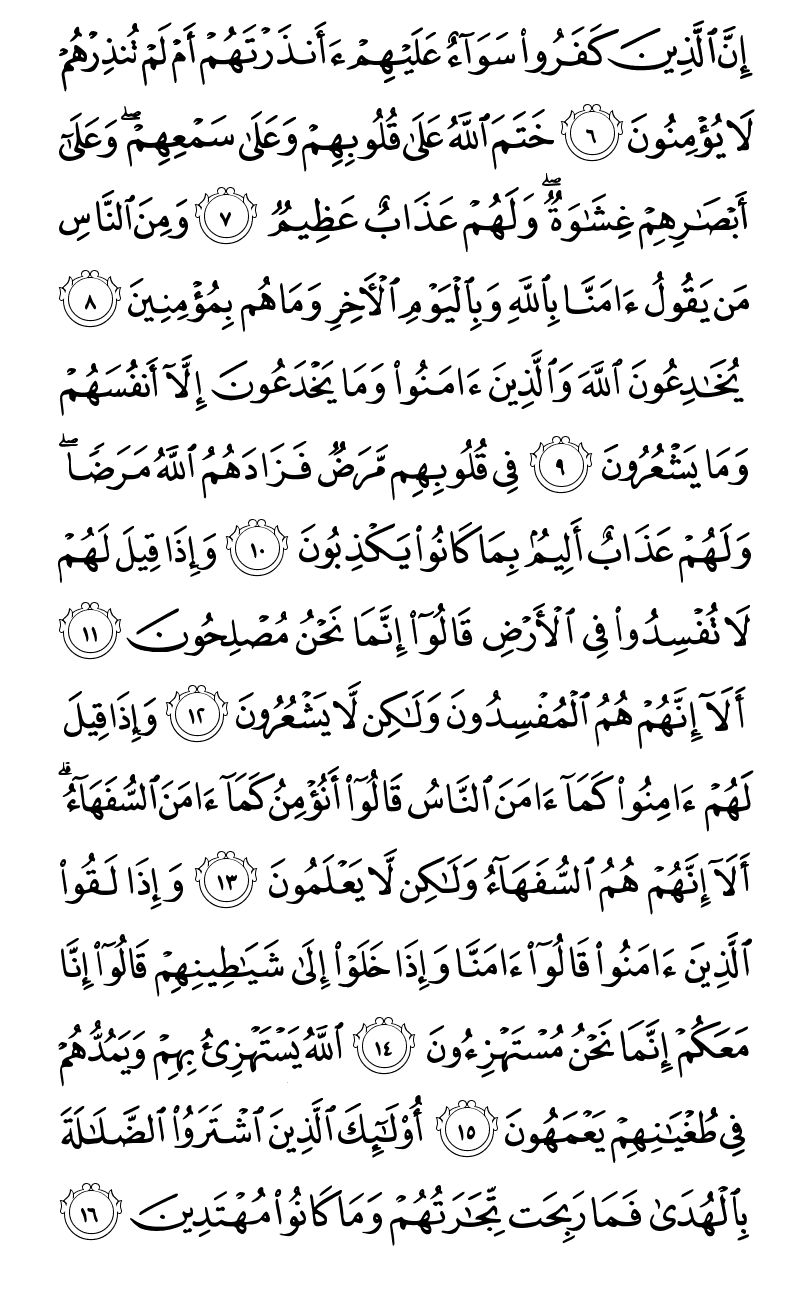 إِنَّ ٱلَّذِينَ كَفَرُوا۟ سَوَآءٌ عَلَيْهِمْ ءَأَنذَرْتَهُمْ أَمْ لَمْ تُنذِرْهُمْ
لَا يُؤْمِنُونَ ٦ خَتَمَ ٱللَّهُ عَلَىٰ قُلُوبِهِمْ وَعَلَىٰ سَمْعِهِمْ ۖ وَعَلَىٰٓ
أَبْصَٰرِهِمْ غِشَٰوَةٌ ۖ وَلَهُمْ عَذَابٌ عَظِيمٌ ٧ وَمِنَ ٱلنَّاسِ
مَن يَقُولُ ءَامَنَّا بِٱللَّهِ وَبِٱلْيَوْمِ ٱلْءَاخِرِ وَمَا هُم بِمُؤْمِنِينَ ٨
يُخَٰدِعُونَ ٱللَّهَ وَٱلَّذِينَ ءَامَنُوا۟ وَمَا يَخْدَعُونَ إِلَّآ أَنفُسَهُمْ
وَمَا يَشْعُرُونَ ٩ فِى قُلُوبِهِم مَّرَضٌ فَزَادَهُمُ ٱللَّهُ مَرَضًا ۖ
وَلَهُمْ عَذَابٌ أَلِيمٌۢ بِمَا كَانُوا۟ يَكْذِبُونَ ١٠ وَإِذَا قِيلَ لَهُمْ
لَا تُفْسِدُوا۟ فِى ٱلْأَرْضِ قَالُوٓا۟ إِنَّمَا نَحْنُ مُصْلِحُونَ ١١
أَلَآ إِنَّهُمْ هُمُ ٱلْمُفْسِدُونَ وَلَٰكِن لَّا يَشْعُرُونَ ١٢ وَإِذَا قِيلَ
لَهُمْ ءَامِنُوا۟ كَمَآ ءَامَنَ ٱلنَّاسُ قَالُوٓا۟ أَنُؤْمِنُ كَمَآ ءَامَنَ ٱلسُّفَهَآءُ ۗ
أَلَآ إِنَّهُمْ هُمُ ٱلسُّفَهَآءُ وَلَٰكِن لَّا يَعْلَمُونَ ١٣ وَإِذَا لَقُوا۟
ٱلَّذِينَ ءَامَنُوا۟ قَالُوٓا۟ ءَامَنَّا وَإِذَا خَلَوْا۟ إِلَىٰ شَيَٰطِينِهِمْ قَالُوٓا۟ إِنَّا
مَعَكُمْ إِنَّمَا نَحْنُ مُسْتَهْزِءُونَ ١٤ ٱللَّهُ يَسْتَهْزِئُ بِهِمْ وَيَمُدُّهُمْ
فِى طُغْيَٰنِهِمْ يَعْمَهُونَ ١٥ أُو۟لَٰٓئِكَ ٱلَّذِينَ ٱشْتَرَوُا۟ ٱلضَّلَٰلَةَ
بِٱلْهُدَىٰ فَمَا رَبِحَت تِّجَٰرَتُهُمْ وَمَا كَانُوا۟ مُهْتَدِينَ ١٦